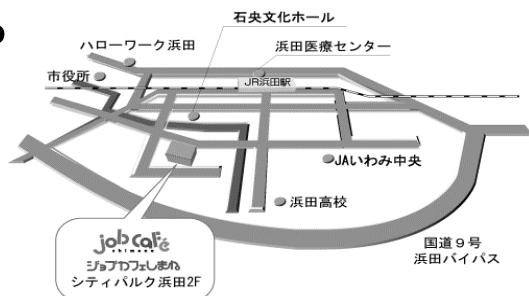 石央文化ホール
ハローワーク浜田
浜田医療センター
市役所
JR浜田駅
JAいわみ中央
浜田高校
job café
shimane
ジョブカフェしまね
シティパルク浜田2F
国道9号
浜田バイパス